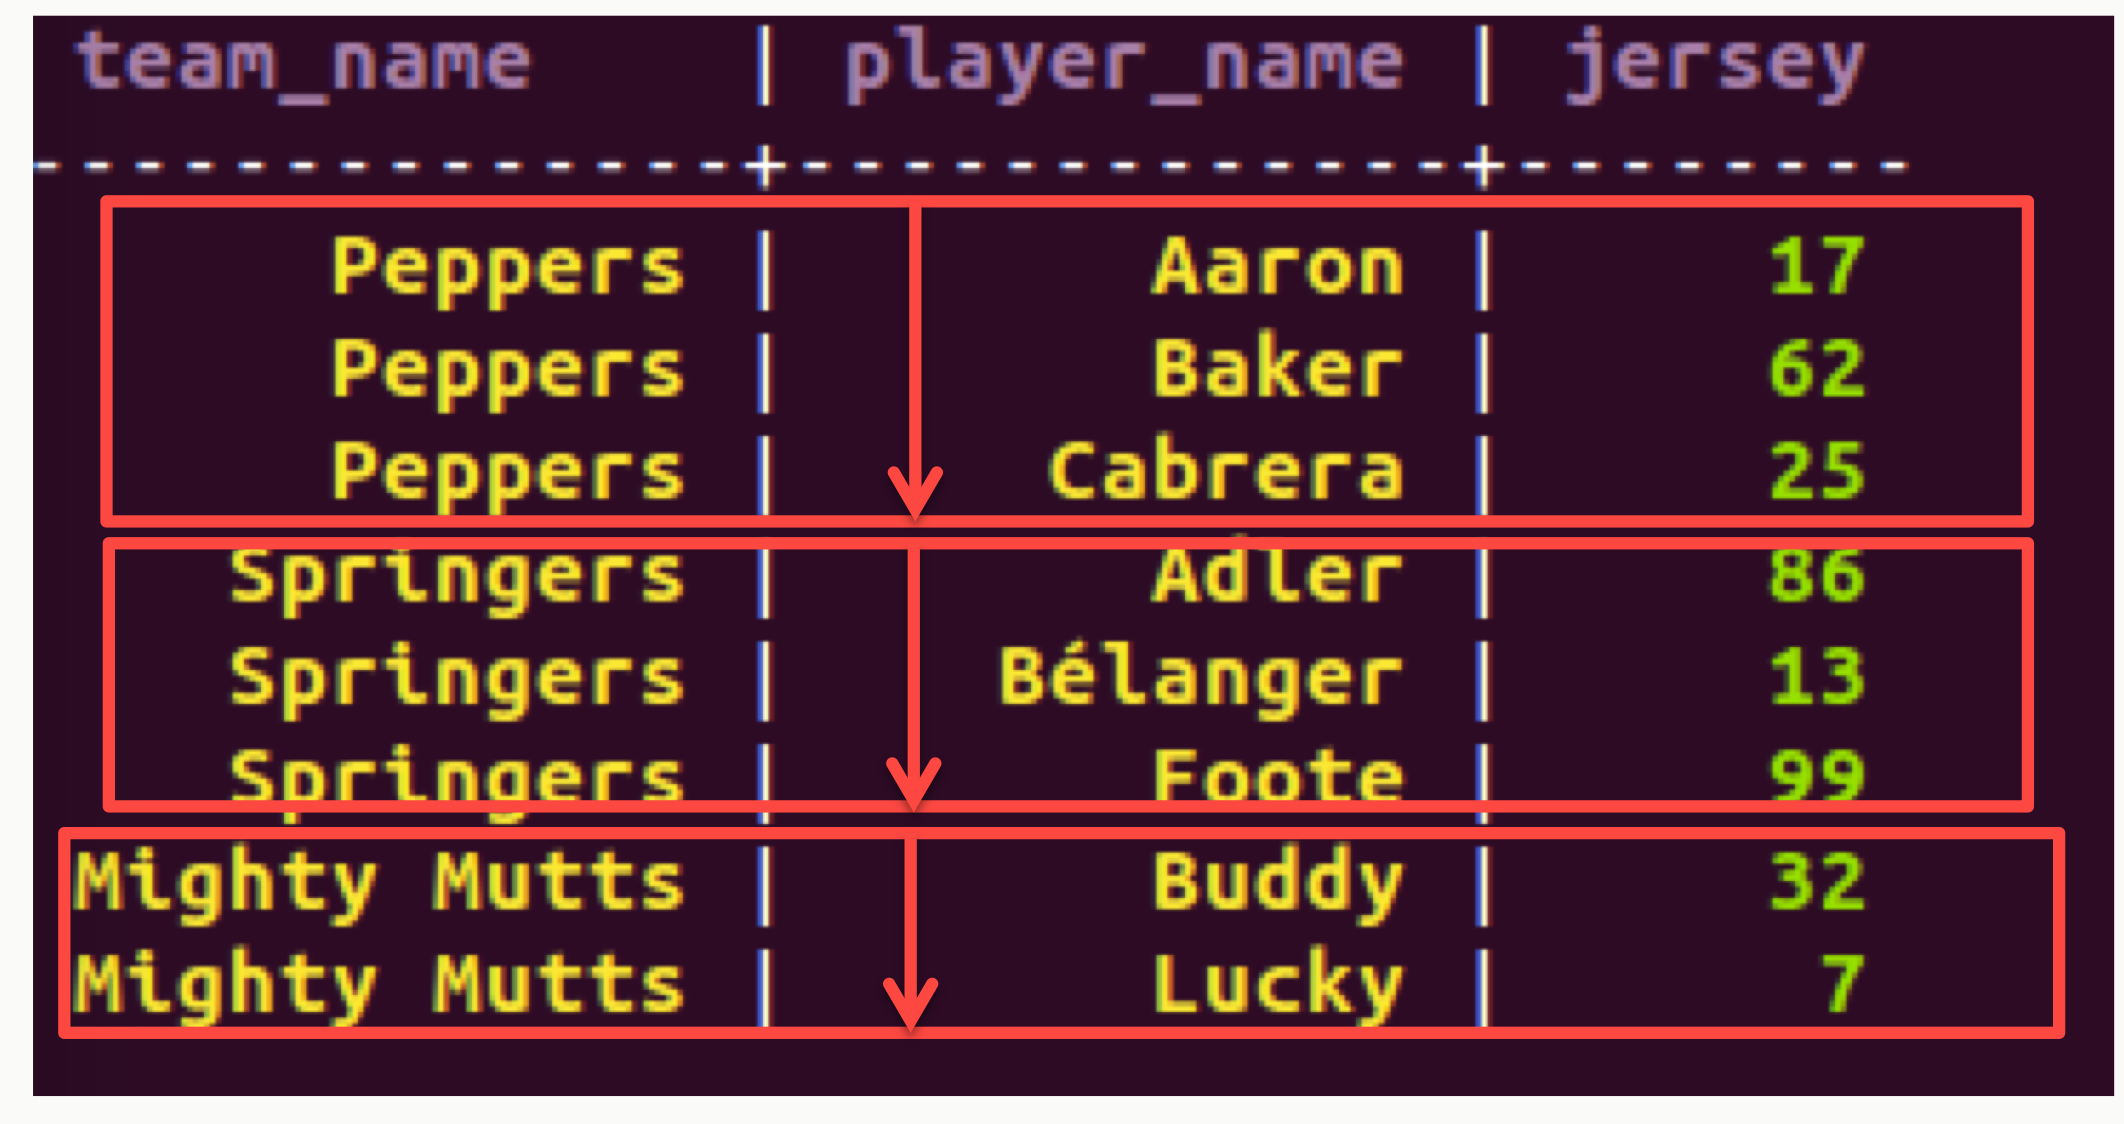 team_name | player_name | jersey
---------------+--------------+--------
Peppers | Aaron | 17
Peppers | Baker | 62
Peppers | Cabrera | 25
Springers | Adler | 86
Springers | Bélanger | 13
Springers | Foote | 99
Mighty Mutts | Buddy | 32
Mighty Mutts | Lucky | 7